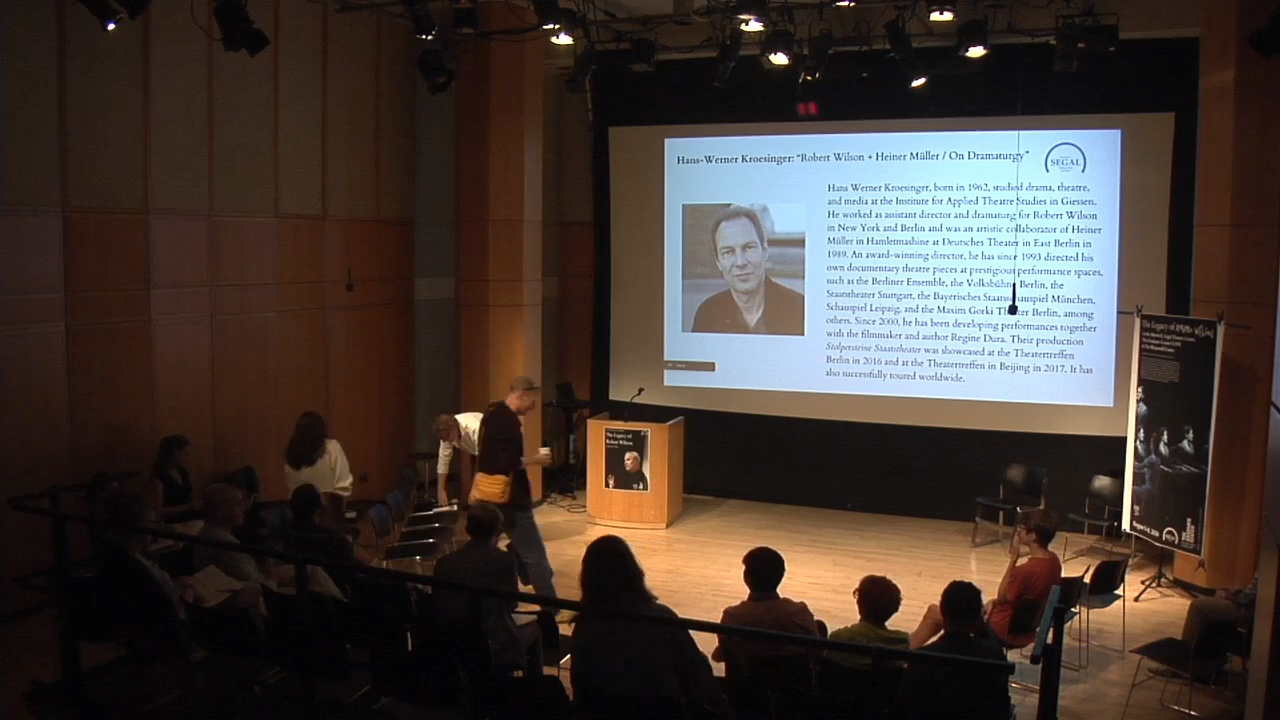 Hans-Werner Kroesinger: “Robert Wilson + Heiner Müller / On Dramaturgy”
SEGAL
Hans Werner Kroesinger, born in 1962, studied drama, theatre,
and media at the Institute for Applied Theatre Studies in Giessen.
He worked as assistant director and dramaturg for Robert Wilson
in New York and Berlin and was an artistic collaborator of Heiner
Müller in Hamletmashine at Deutsches Theater in East Berlin in
1989. An award-winning director, he has since 1993 directed his
own documentary theatre pieces at prestigious performance spaces,
such as the Berliner Ensemble, the Volksbühne Berlin, the
Staatstheater Stuttgart, the Bayerisches Staatsschauspiel München,
Schauspiel Leipzig, and the Maxim Gorki Theater Berlin, among
others. Since 2000, he has been developing performances together
with the filmmaker and author Regine Dura. Their production
Stolpersteine Staatstheater was showcased at the Theatertreffen
Berlin in 2016 and at the Theatertreffen in Beijing in 2017. It has
also successfully toured worldwide.
The Legacy of
Robert Wilson
The Legacy of